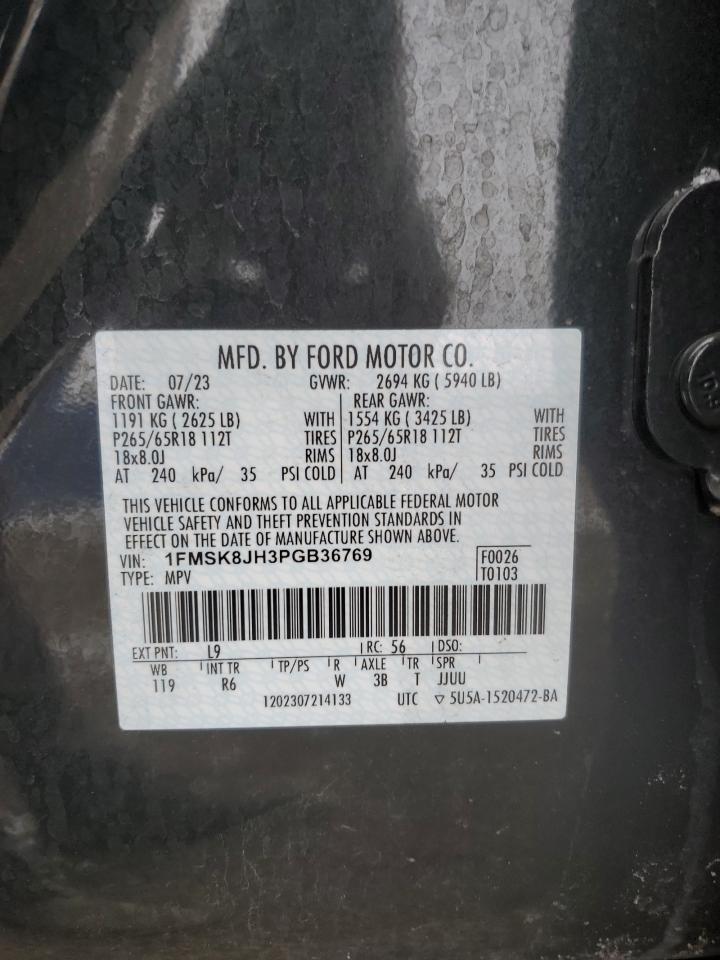 MFD. BY FORD MOTOR CO.
DATE: 07/23 GVWR: 2694 KG ( 5940 LB)
FRONT GAWR: REAR GAWR:
1191 KG ( 2625 LB) WITH 1554 KG ( 3425 LB) WITH
P265/65R18 112T TIRES P265/65R18 112T TIRES
18x8.0J RIMS 18x8.0J RIMS
AT 240 kPa/ 35 PSI COLD AT 240 kPa/ 35 PSI COLD
THIS VEHICLE CONFORMS TO ALL APPLICABLE FEDERAL MOTOR
VEHICLE SAFETY AND THEFT PREVENTION STANDARDS IN
EFFECT ON THE DATE OF MANUFACTURE SHOWN ABOVE.
VIN: 1FMSK8JH3PGB36769 F0026
TYPE: MPV T0103
EXT PNT: L9 RC: 56 DSO:
WB INT TR TP/PS R AXLE TR SPR
119 R6 W 3B T JJUU
1202307214133 UTC ▽ 5U5A-1520472-BA